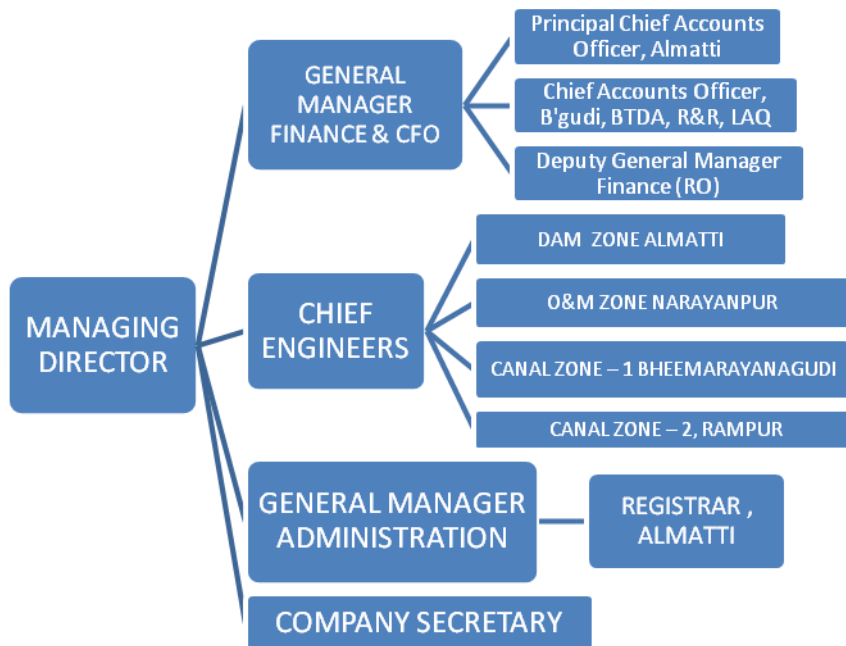 MANAGING
DIRECTOR
GENERAL
MANAGER
FINANCE & CFO
Principal Chief Accounts
Officer, Almatti
Chief Accounts Officer,
B'gudi, BTDA, R&R, LAQ
Deputy General Manager
Finance (RO)
CHIEF
ENGINEERS
DAM ZONE ALMATTI
O&M ZONE NARAYANPUR
CANAL ZONE – 1 BHEEMARAYANAGUDI
CANAL ZONE – 2, RAMPUR
GENERAL MANAGER
ADMINISTRATION
REGISTRAR ,
ALMATTI
COMPANY SECRETARY